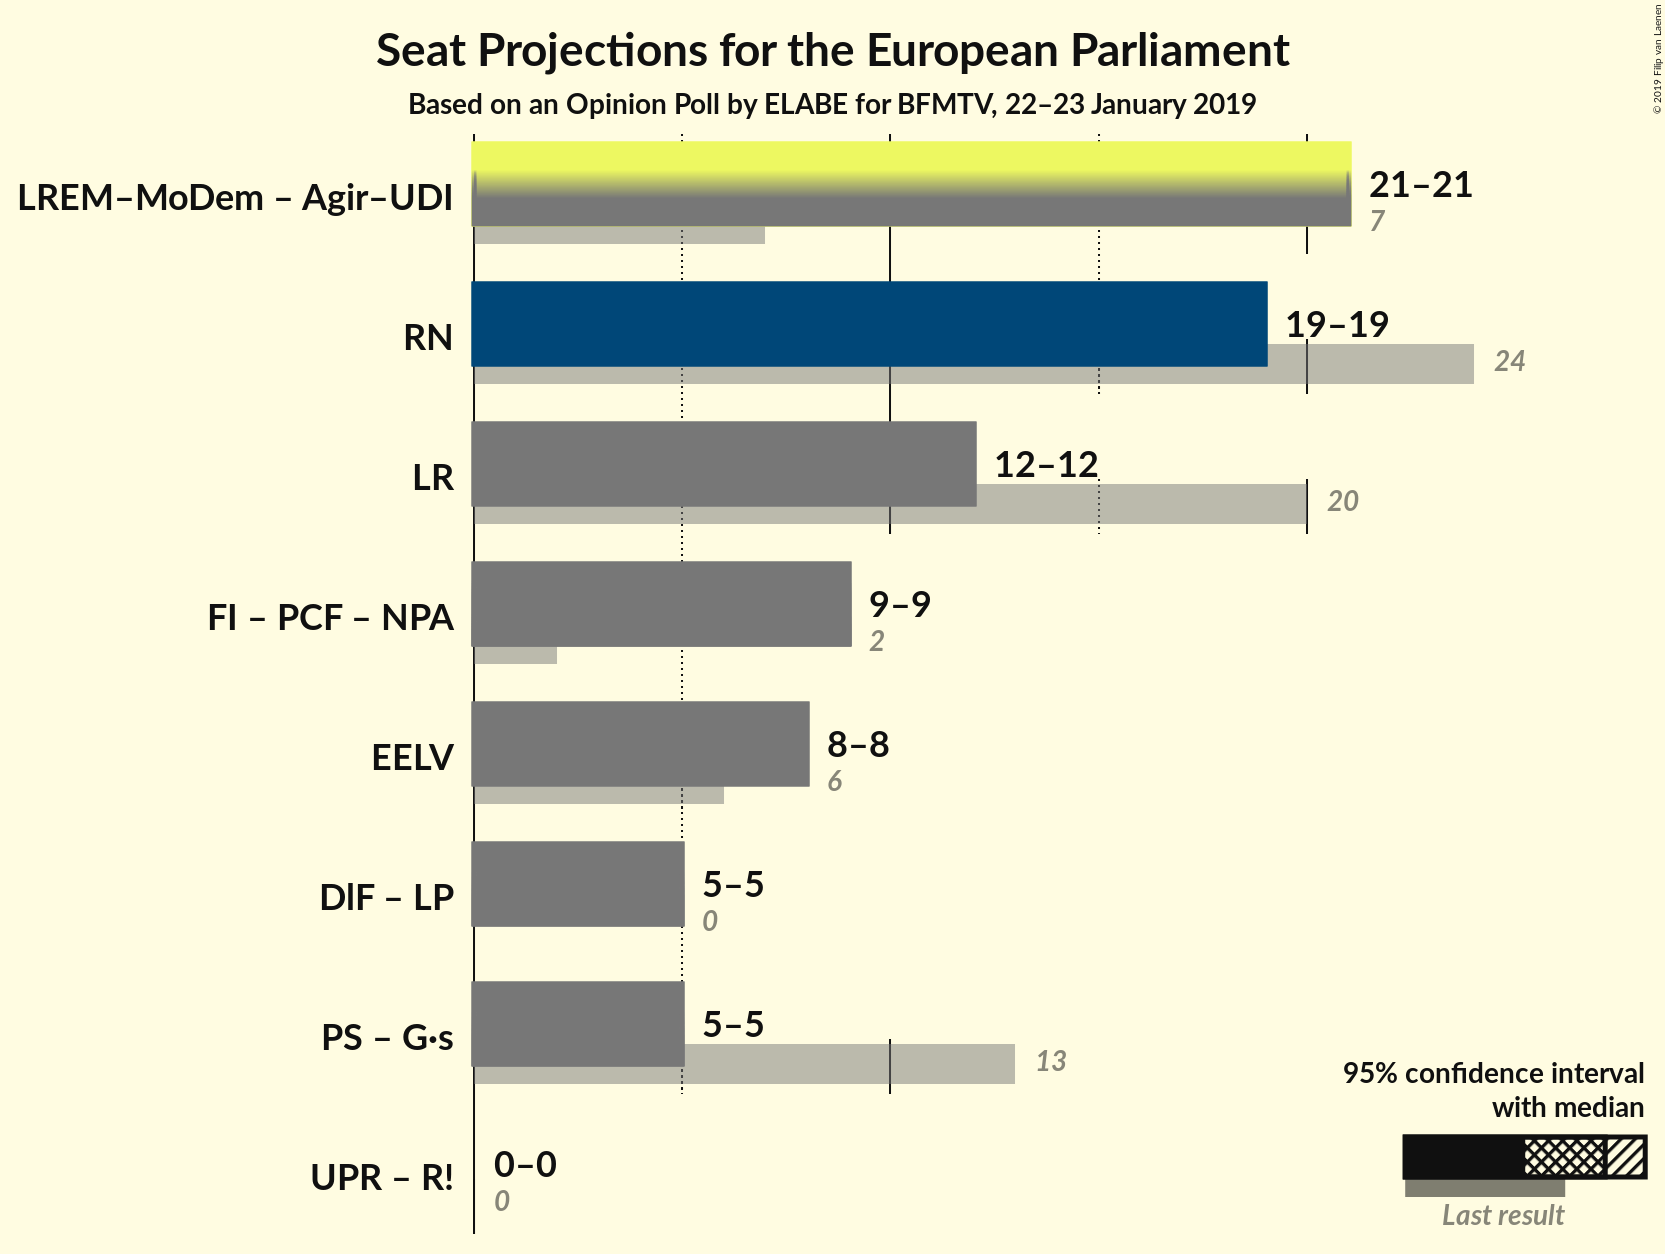 Seat Projections for the European Parliament
Based on an Opinion Poll by ELABE for BFMTV, 22–23 January 2019
© 2019 Filip van Laenen
LREM–MoDem – Agir–UDI
21–21
7
RN
19–19
24
LR
12–12
20
FI – PCF – NPA
9–9
2
EELV
8–8
6
DlF – LP
5–5
0
PS – G·s
5–5
13
UPR – R!
0–0
0
95% confidence interval
with median
Last result